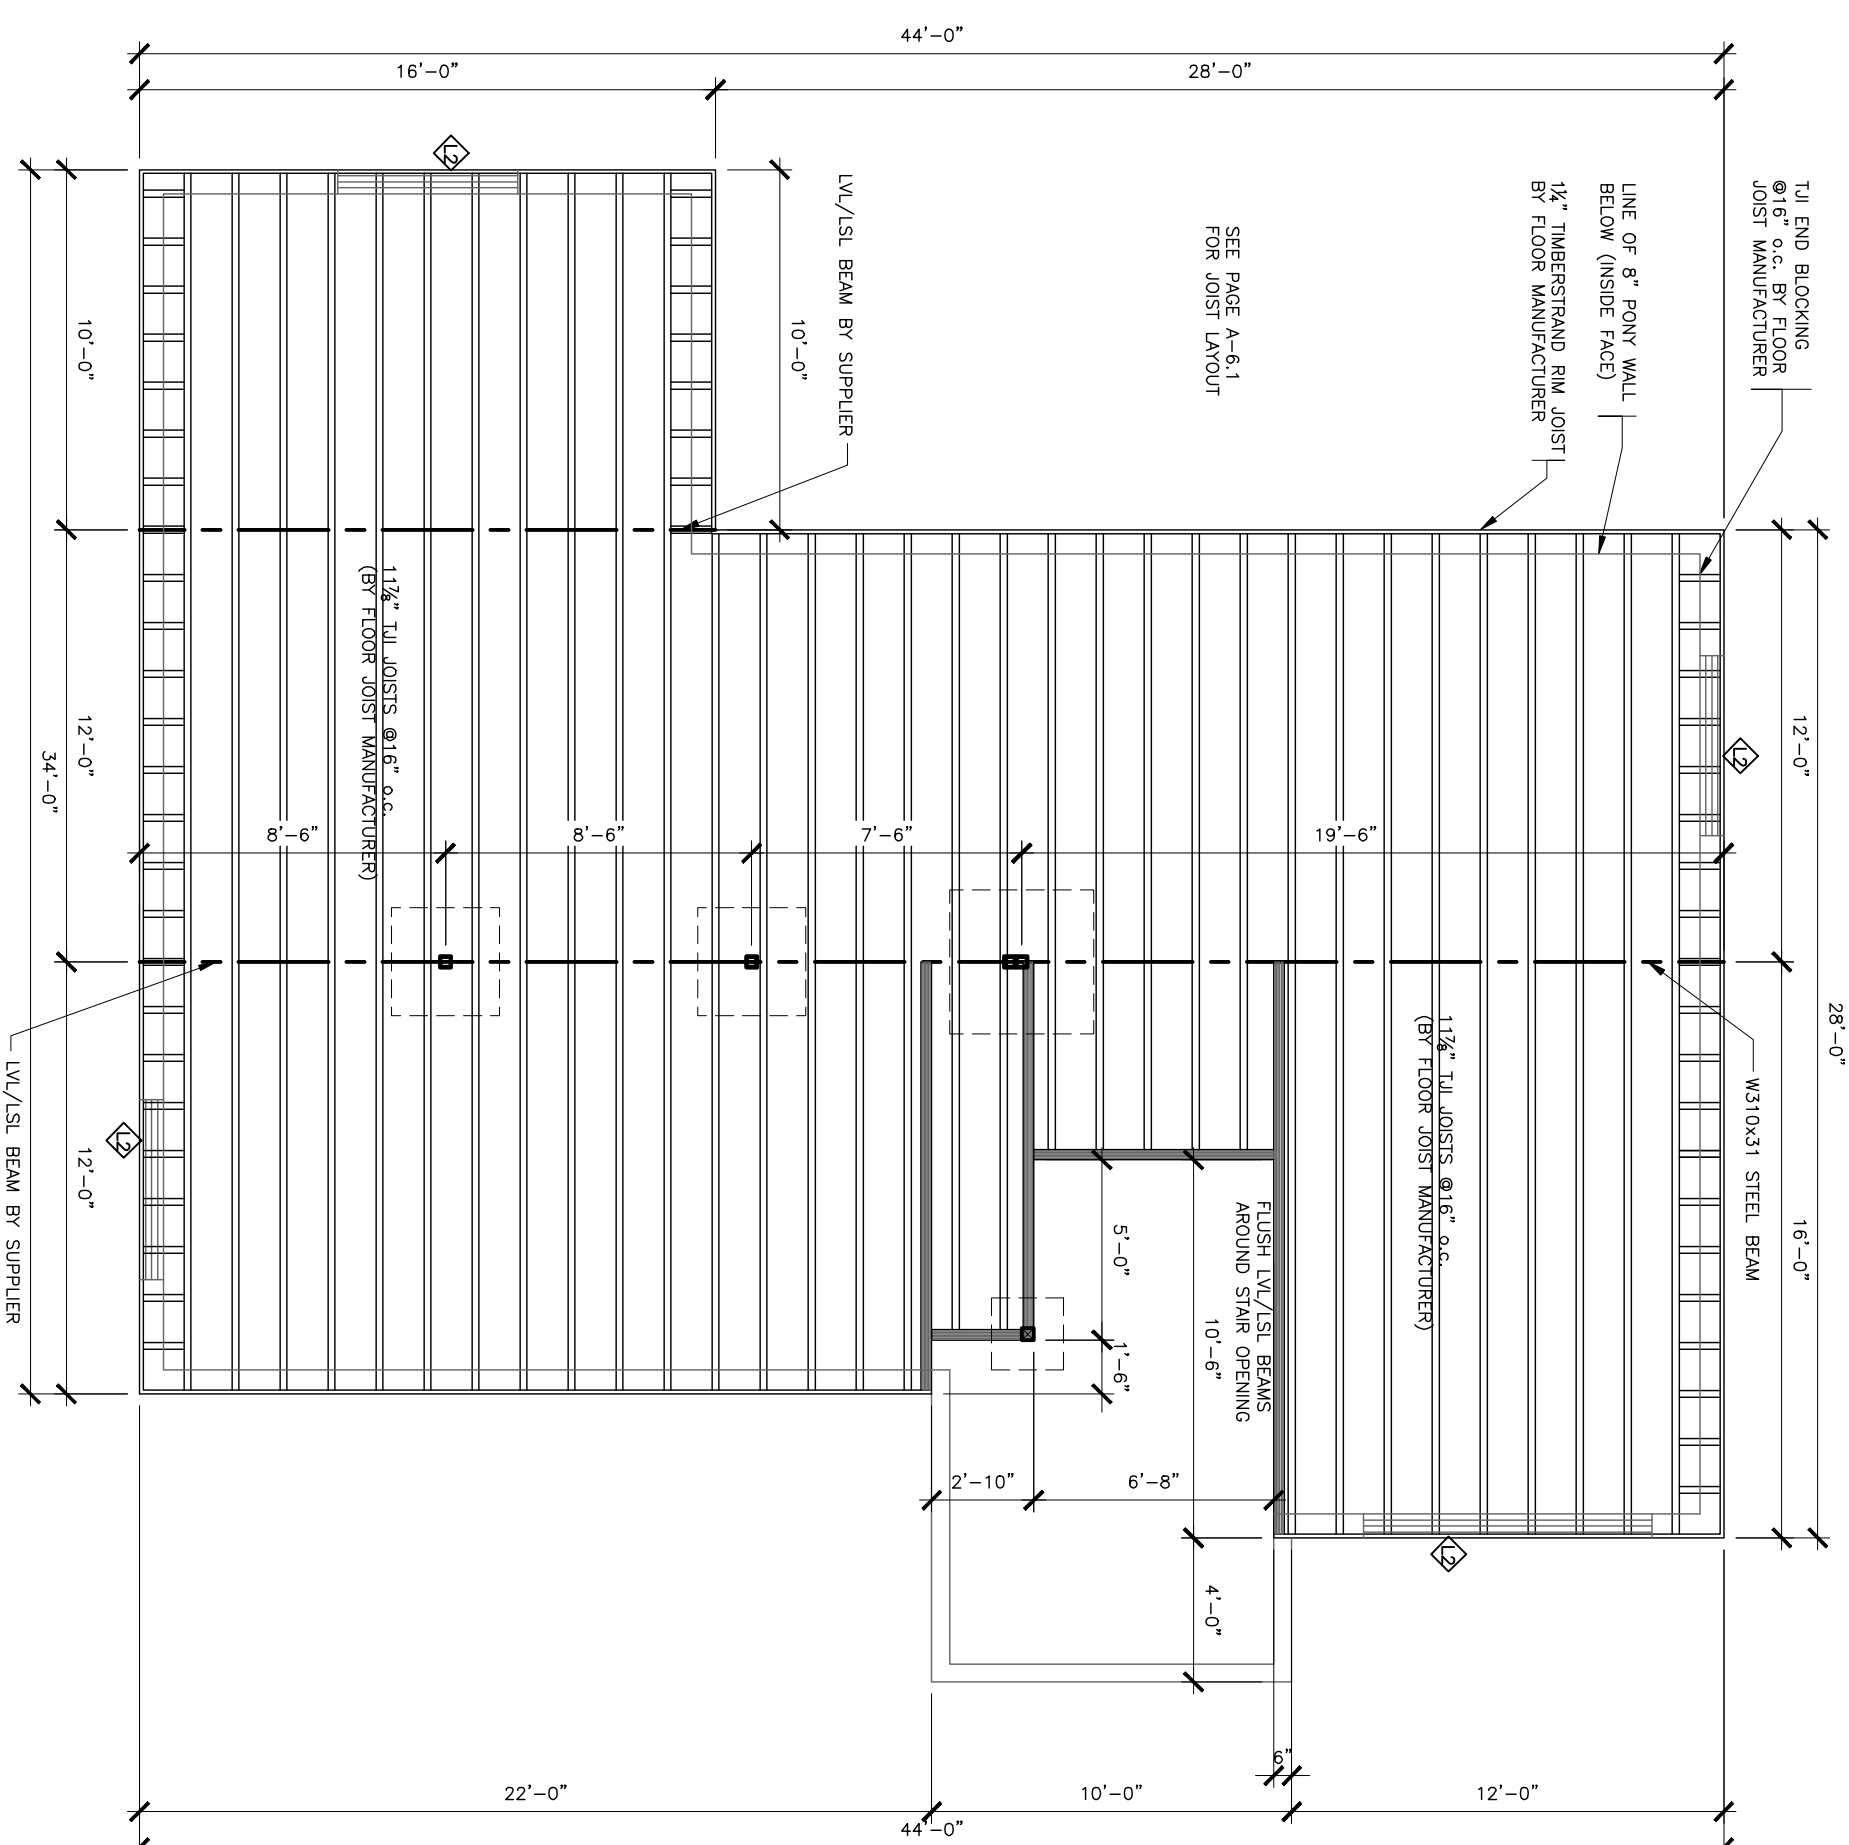 44'-0"
16'-0"
28'-0"
TJI END BLOCKING
@16" o.c. BY FLOOR
JOIST MANUFACTURER
LINE OF 8" PONY WALL
BELOW (INSIDE FACE)
1¼" TIMBERSTRAND RIM JOIST
BY FLOOR MANUFACTURER
SEE PAGE A-6.1
FOR JOIST LAYOUT
LVL/LSL BEAM BY SUPPLIER
L2
10'-0"
10'-0"
12'-0"
34'-0"
12'-0"
L2
12'-0"
28'-0"
16'-0"
11⅞" TJI JOISTS @16" o.c.
(BY FLOOR JOIST MANUFACTURER)
8'-6"
8'-6"
7'-6"
19'-6"
11⅞" TJI JOISTS @16" o.c.
(BY FLOOR JOIST MANUFACTURER)
W310x31 STEEL BEAM
LVL/LSL BEAM BY SUPPLIER
L2
FLUSH LVL/LSL BEAMS
AROUND STAIR OPENING
5'-0"
10'-6"
1'-6"
2'-10"
6'-8"
L2
4'-0"
6"
22'-0"
10'-0"
12'-0"
44'-0"